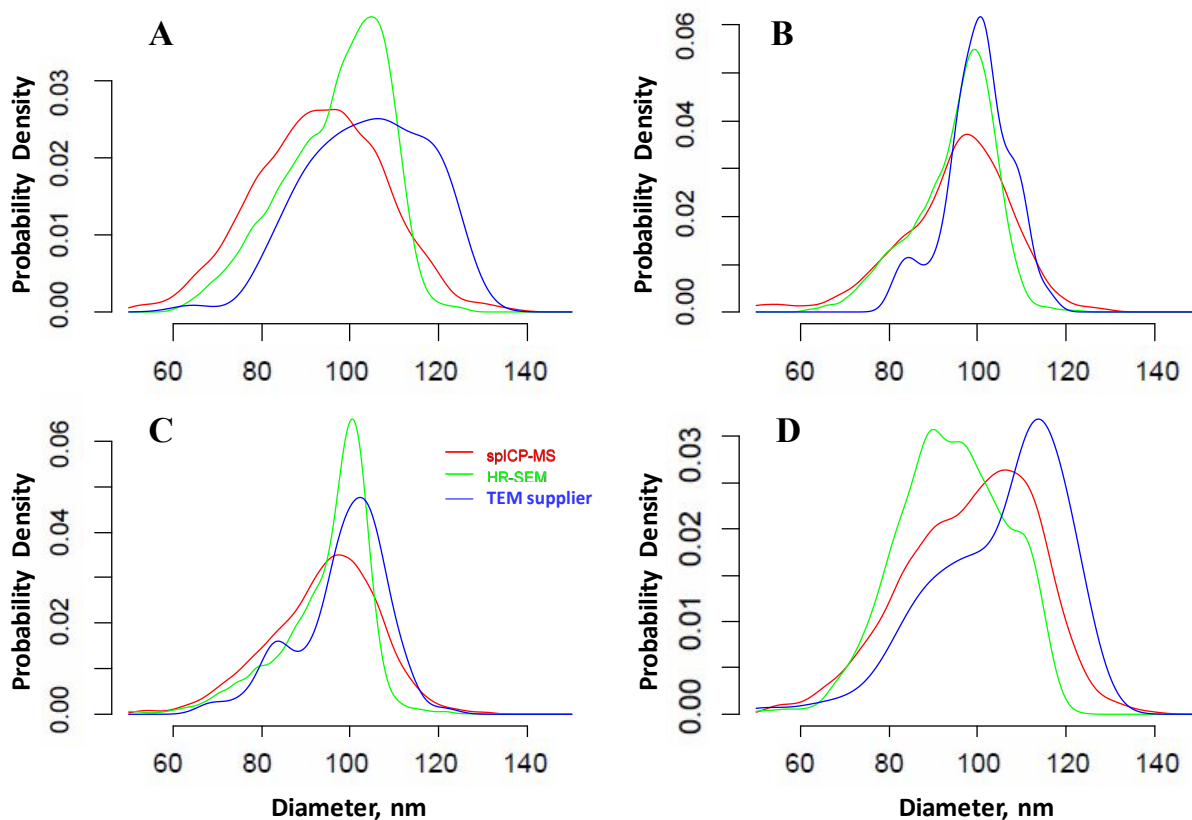 A
B
Probability Density
0.00 0.01 0.02 0.03
60 80 100 120 140
Probability Density
0.00 0.02 0.04 0.06
60 80 100 120 140
C
D
spICP-MS
HR-SEM
TEM supplier
Probability Density
0.00 0.02 0.04 0.06
60 80 100 120 140
Diameter, nm
Probability Density
0.00 0.01 0.02 0.03
60 80 100 120 140
Diameter, nm